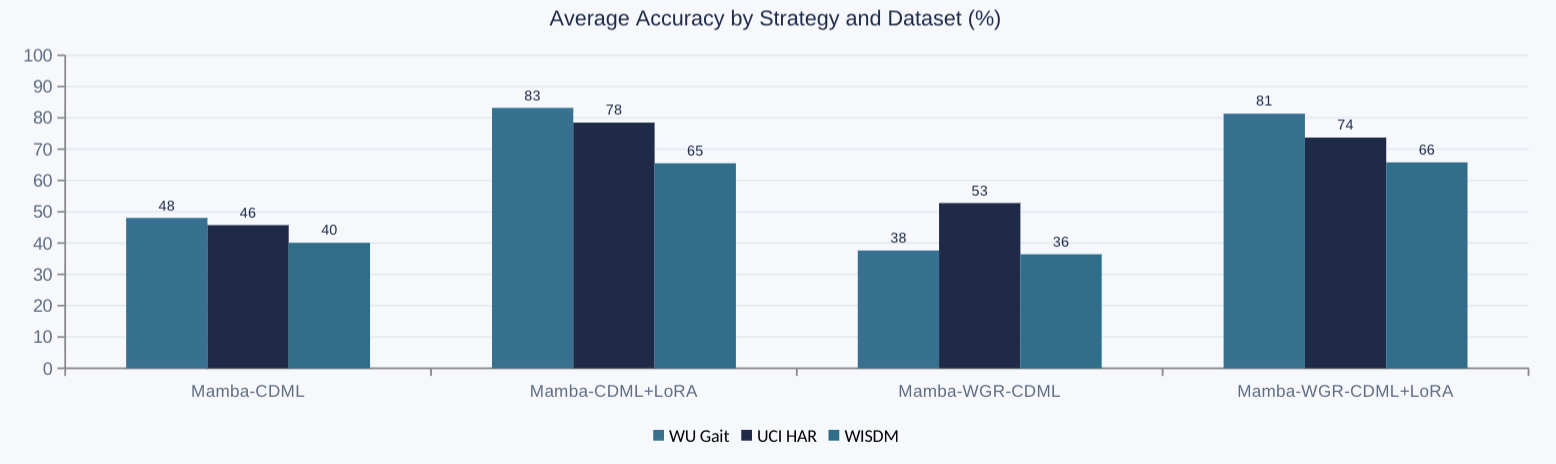 Average Accuracy by Strategy and Dataset (%)
100
90
80
70
60
50
40
30
20
10
0
48 46 40
83 78 65
38 53 36
81 74 66
Mamba-CDML Mamba-CDML+LoRA Mamba-WGR-CDML Mamba-WGR-CDML+LoRA
WU Gait UCI HAR WISDM